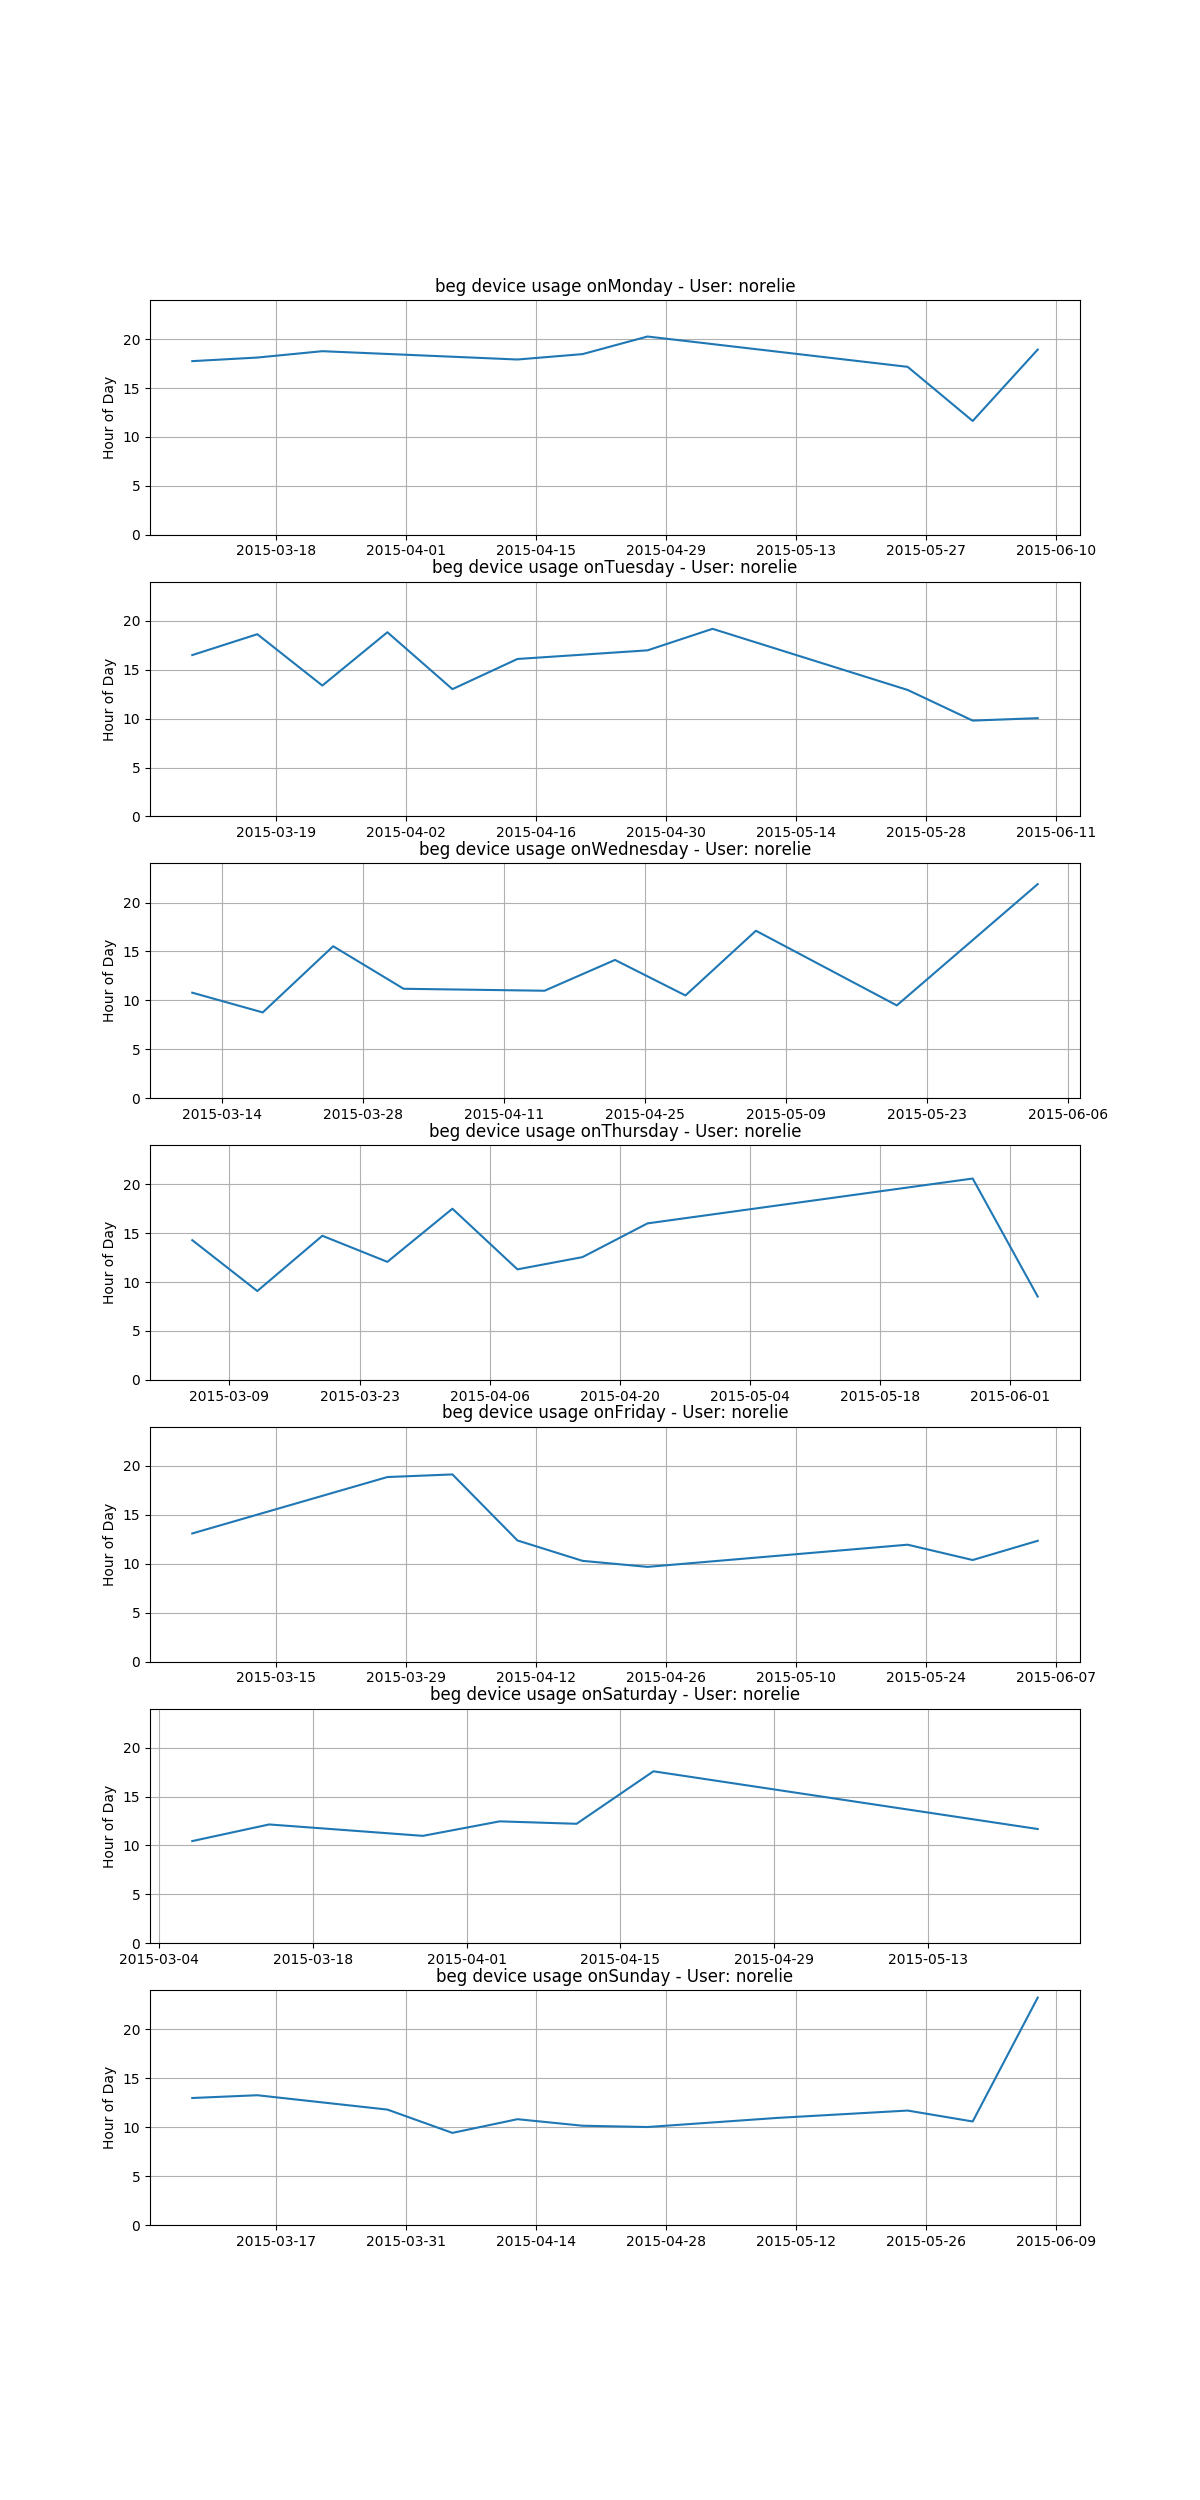 beg device usage onMonday - User: norelie
Hour of Day
20
15
10
5
0
2015-03-18 2015-04-01 2015-04-15 2015-04-29 2015-05-13 2015-05-27 2015-06-10
beg device usage onTuesday - User: norelie
Hour of Day
20
15
10
5
0
2015-03-19 2015-04-02 2015-04-16 2015-04-30 2015-05-14 2015-05-28 2015-06-11
beg device usage onWednesday - User: norelie
Hour of Day
20
15
10
5
0
2015-03-14 2015-03-28 2015-04-11 2015-04-25 2015-05-09 2015-05-23 2015-06-06
beg device usage onThursday - User: norelie
Hour of Day
20
15
10
5
0
2015-03-09 2015-03-23 2015-04-06 2015-04-20 2015-05-04 2015-05-18 2015-06-01
beg device usage onFriday - User: norelie
Hour of Day
20
15
10
5
0
2015-03-15 2015-03-29 2015-04-12 2015-04-26 2015-05-10 2015-05-24 2015-06-07
beg device usage onSaturday - User: norelie
Hour of Day
20
15
10
5
0
2015-03-04 2015-03-18 2015-04-01 2015-04-15 2015-04-29 2015-05-13
beg device usage onSunday - User: norelie
Hour of Day
20
15
10
5
0
2015-03-17 2015-03-31 2015-04-14 2015-04-28 2015-05-12 2015-05-26 2015-06-09